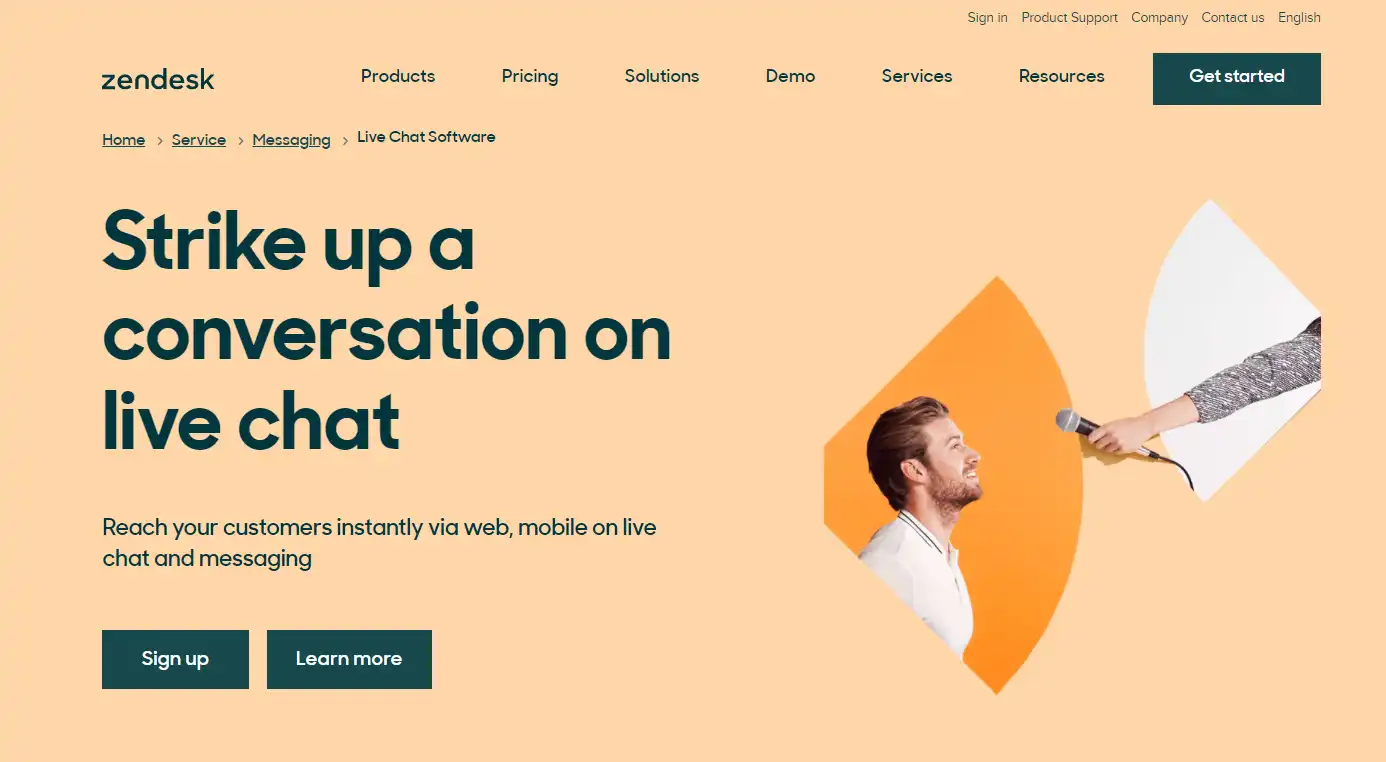 Sign in Product Support Company Contact us English
zendesk Products Pricing Solutions Demo Services Resources Get started
Home > Service > Messaging > Live Chat Software
Strike up a
conversation on
live chat
Reach your customers instantly via web, mobile on live
chat and messaging
Sign up Learn more